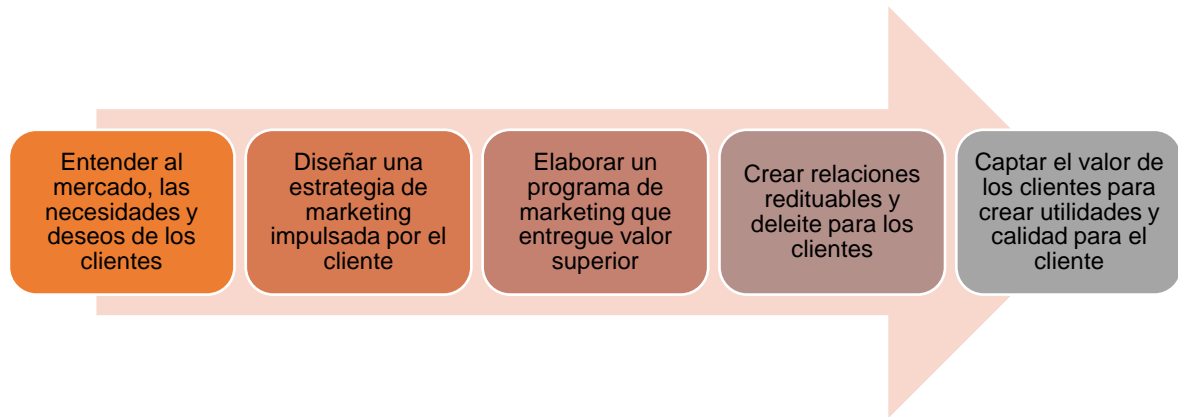 Entender al
mercado, las
necesidades y
deseos de los
clientes
Diseñar una
estrategia de
marketing
impulsada por el
cliente
Elaborar un
programa de
marketing que
entregue valor
superior
Crear relaciones
redituables y
deleite para los
clientes
Captar el valor de
los clientes para
crear utilidades y
calidad para el
cliente